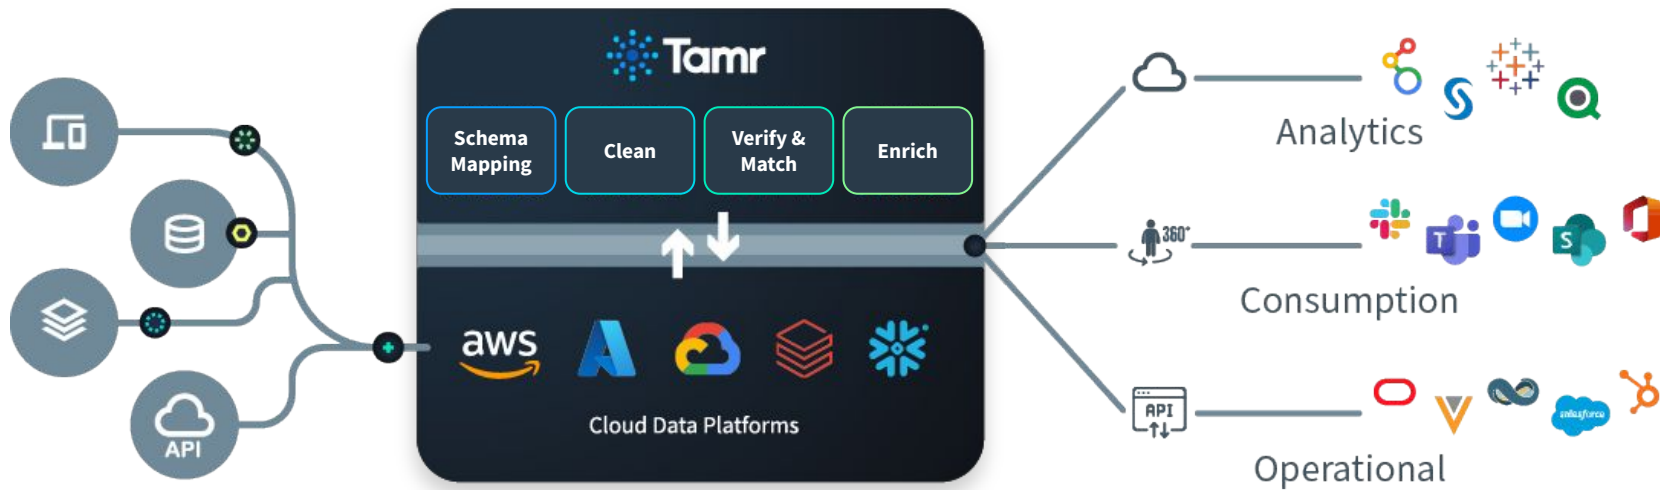 Tamr
Schema
Mapping
Clean
Verify &
Match
Enrich
aws
Cloud Data Platforms
API
Analytics
360°
T
S
Consumption
API
salesforce
Operational